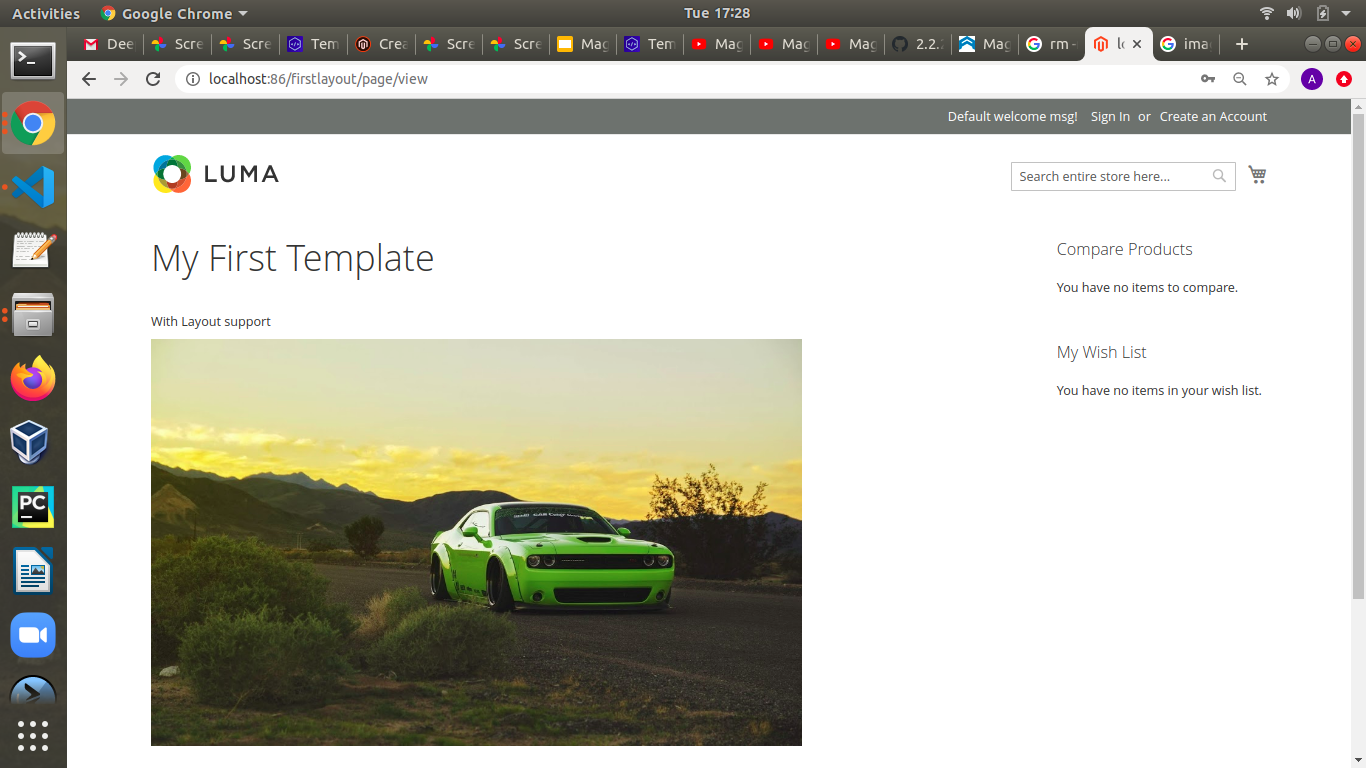 Activities
Google Chrome
Tue 17:28
Dee
Scre
Scre
Tem
Crea
Scre
Scre
Mag
Tem
Mag
Mag
Mag
2.2.
Mag
rm -
ima
localhost:86/firstlayout/page/view
A
Default welcome msg! Sign In or Create an Account
LUMA
Search entire store here...
My First Template
With Layout support
Compare Products
You have no items to compare.
My Wish List
You have no items in your wish list.
PC